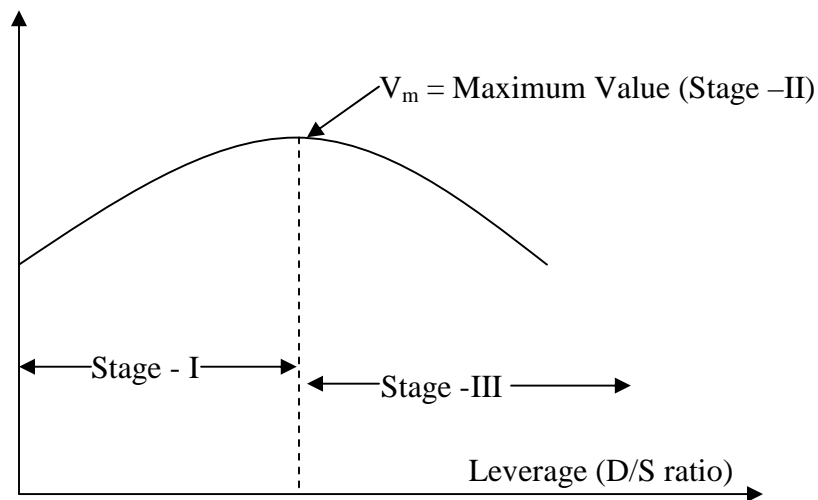 Vₘ = Maximum Value (Stage –II)
Stage - I
Stage -III
Leverage (D/S ratio)